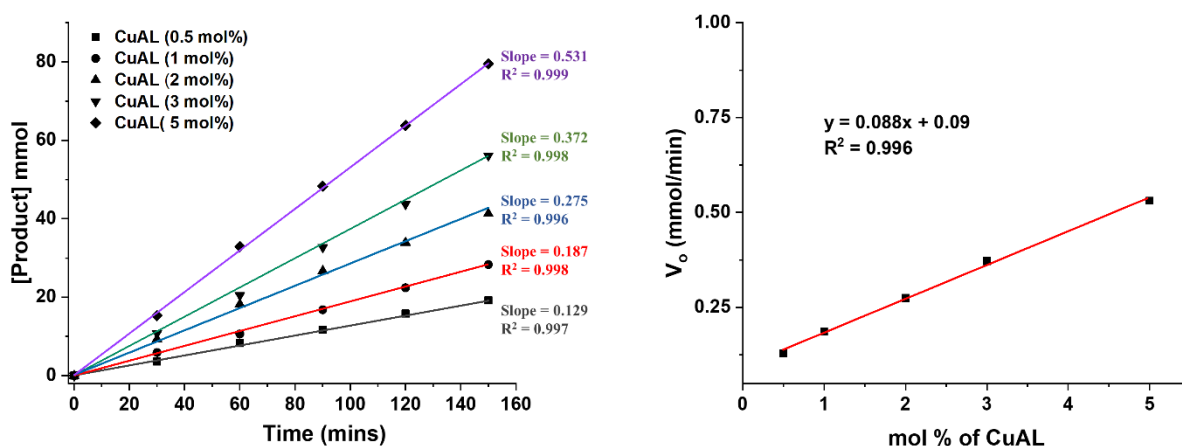 CuAL (0.5 mol%)
CuAL (1 mol%)
CuAL (2 mol%)
CuAL (3 mol%)
CuAL( 5 mol%)
Slope = 0.531
R² = 0.999
Slope = 0.372
R² = 0.998
Slope = 0.275
R² = 0.996
Slope = 0.187
R² = 0.998
Slope = 0.129
R² = 0.997
[Product] mmol
80
60
40
20
0
0 20 40 60 80 100 120 140 160
Time (mins)
y = 0.088x + 0.09
R² = 0.996
Vₒ (mmol/min)
1.00
0.75
0.50
0.25
0 1 2 3 4 5
mol % of CuAL